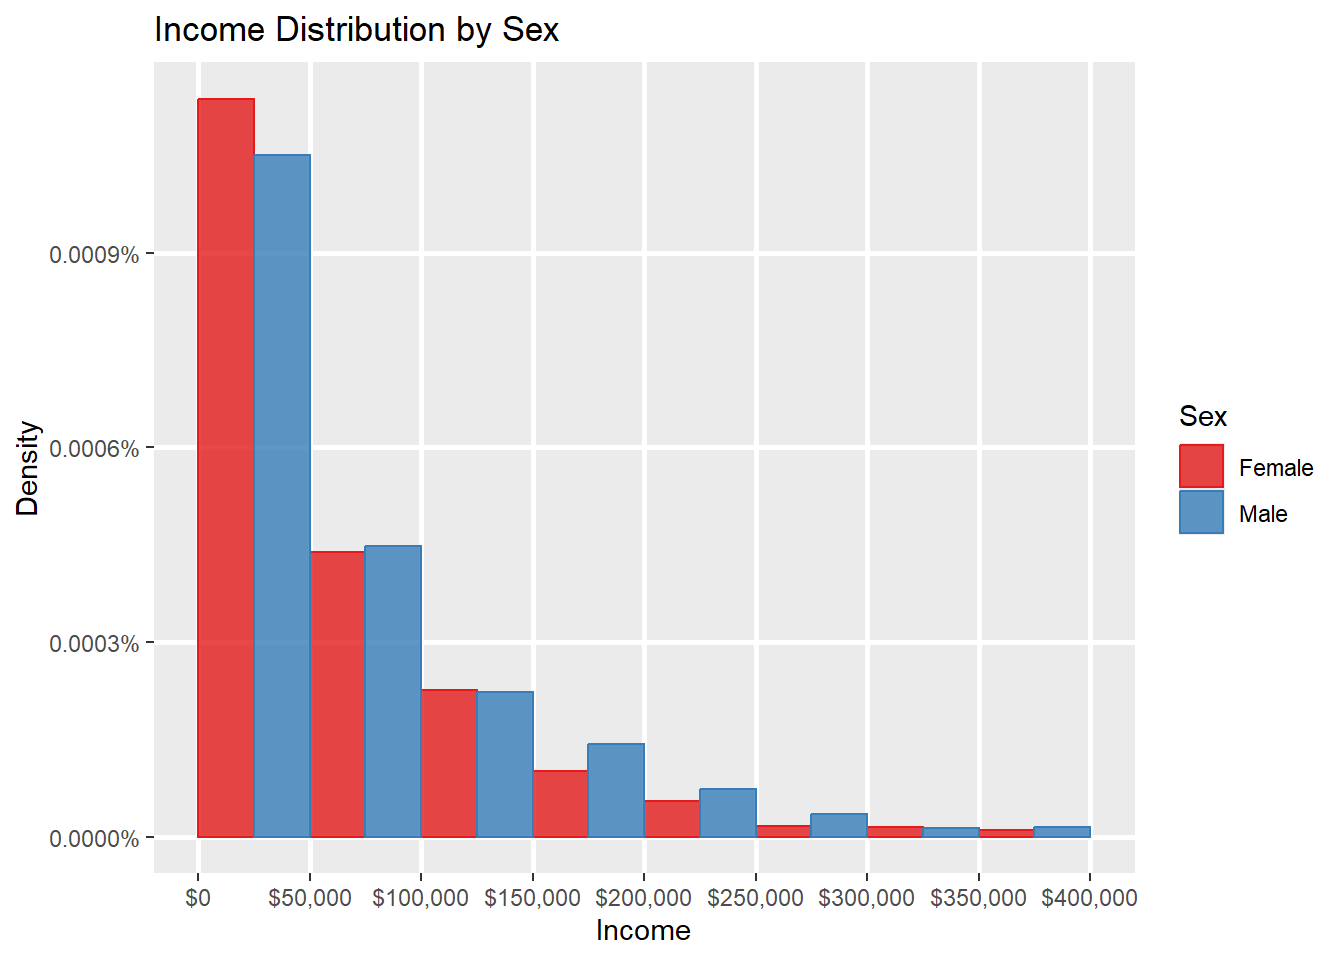 Income Distribution by Sex
0.0009%
0.0006%
0.0003%
0.0000%
Density
$0 $50,000 $100,000 $150,000 $200,000 $250,000 $300,000 $350,000 $400,000
Income
Sex
Female
Male